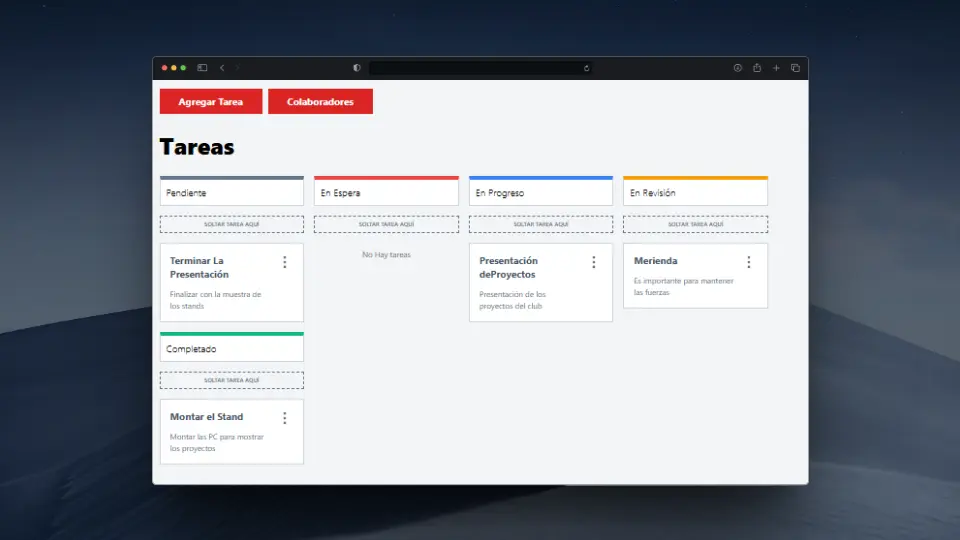 Agregar Tarea
Colaboradores
Tareas
Pendiente
SOLTAR TAREA AQUÍ
Terminar La
Presentación
Finalizar con la muestra de
los stands
En Espera
SOLTAR TAREA AQUÍ
No Hay tareas
En Progreso
SOLTAR TAREA AQUÍ
Presentación
deProyectos
Presentación de los
proyectos del club
En Revisión
SOLTAR TAREA AQUÍ
Merienda
Es importante para mantener
las fuerzas
Completado
SOLTAR TAREA AQUÍ
Montar el Stand
Montar las PC para mostrar
los proyectos